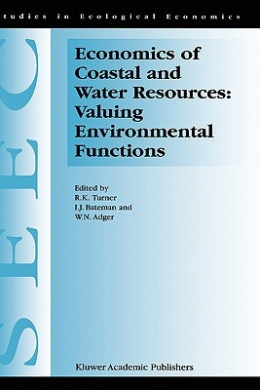 Studies in Ecological Economics
SEEC
Economics of
Coastal and
Water Resources:
Valuing
Environmental
Functions
Edited by
R.K. Turner
I.J. Bateman and
W.N. Adger
Kluwer Academic Publishers